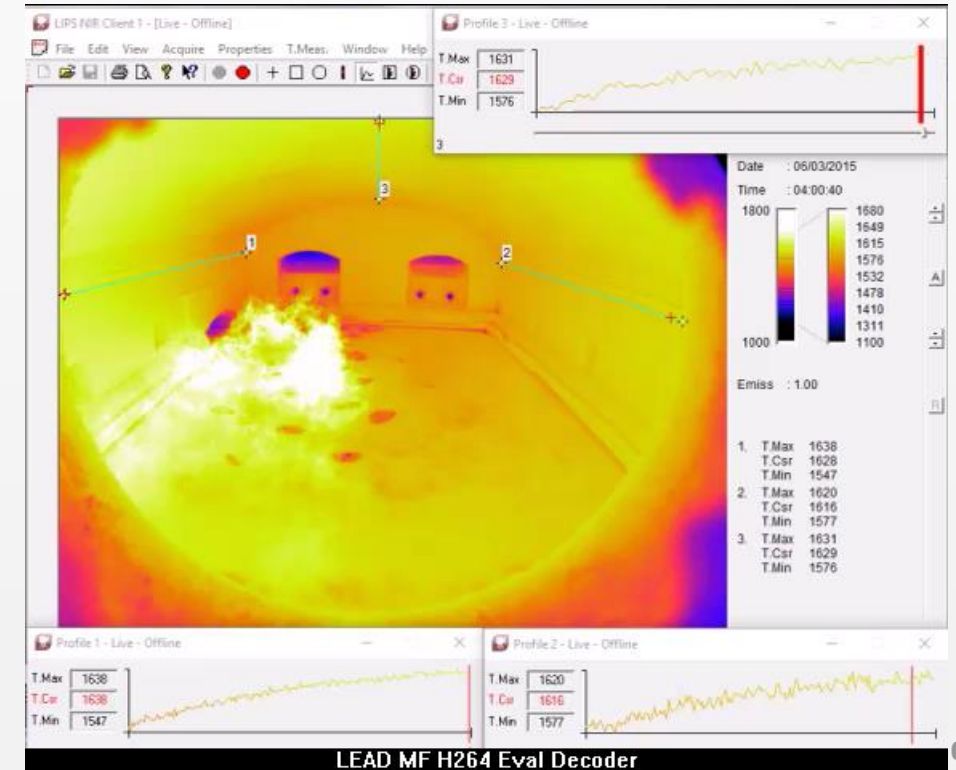 LIPS NIR Client 1 - [Live - Offline]
File Edit View Acquire Properties T.Meas. Window Help
Profile 3 - Live - Offline
T.Max 1631
T.Csr 1629
T.Min 1576
3
1
2
3
Date : 06/03/2015
Time : 04:00:40
1800
1000
1680
1649
1615
1576
1532
1478
1410
1311
1100
A
R
Emiss : 1.00
1. T.Max 1638
T.Csr 1628
T.Min 1547
2. T.Max 1620
T.Csr 1616
T.Min 1577
3. T.Max 1631
T.Csr 1629
T.Min 1576
Profile 1 - Live - Offline
T.Max 1638
T.Csr 1638
T.Min 1547
Profile 2 - Live - Offline
T.Max 1620
T.Csr 1616
T.Min 1577
LEAD MF H264 Eval Decoder